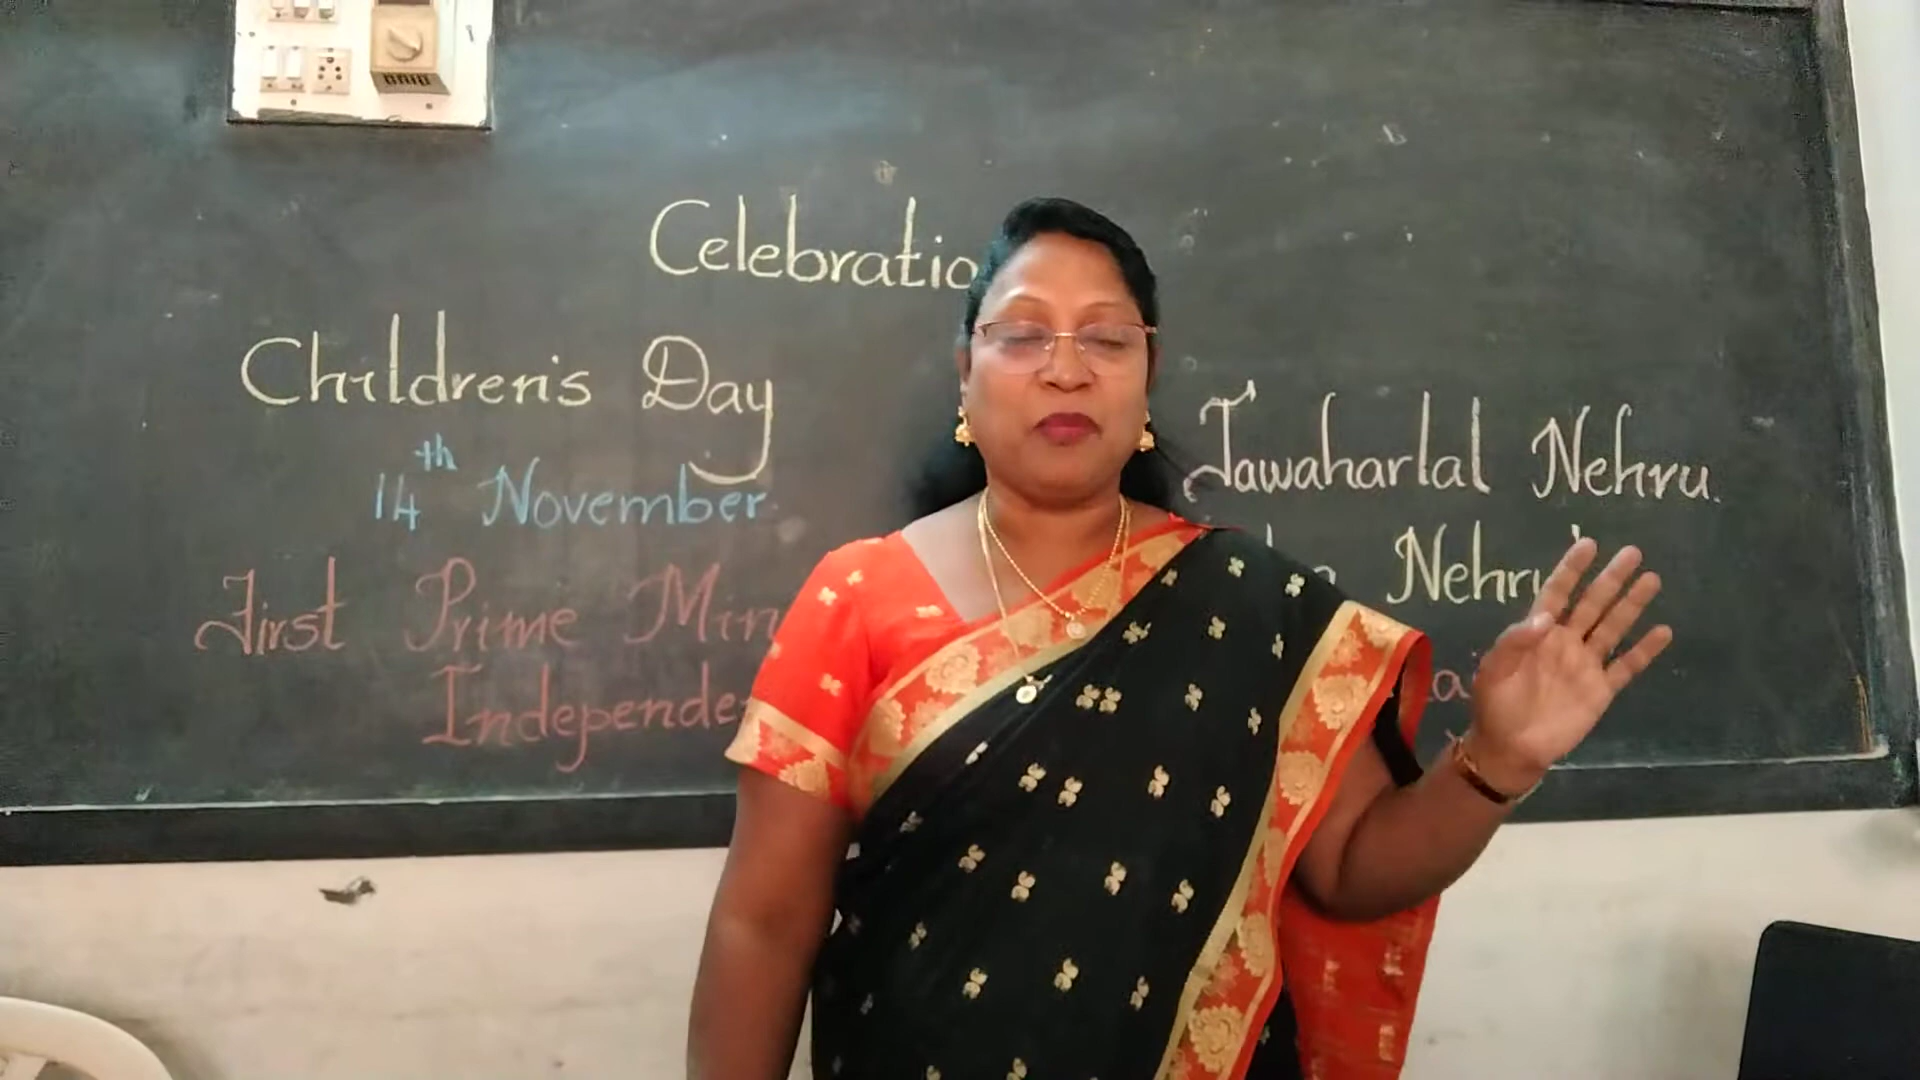 Celebratio
Children's Day
14th November
First Prime Min
Independe
Jawaharlal Nehru.
Nehru